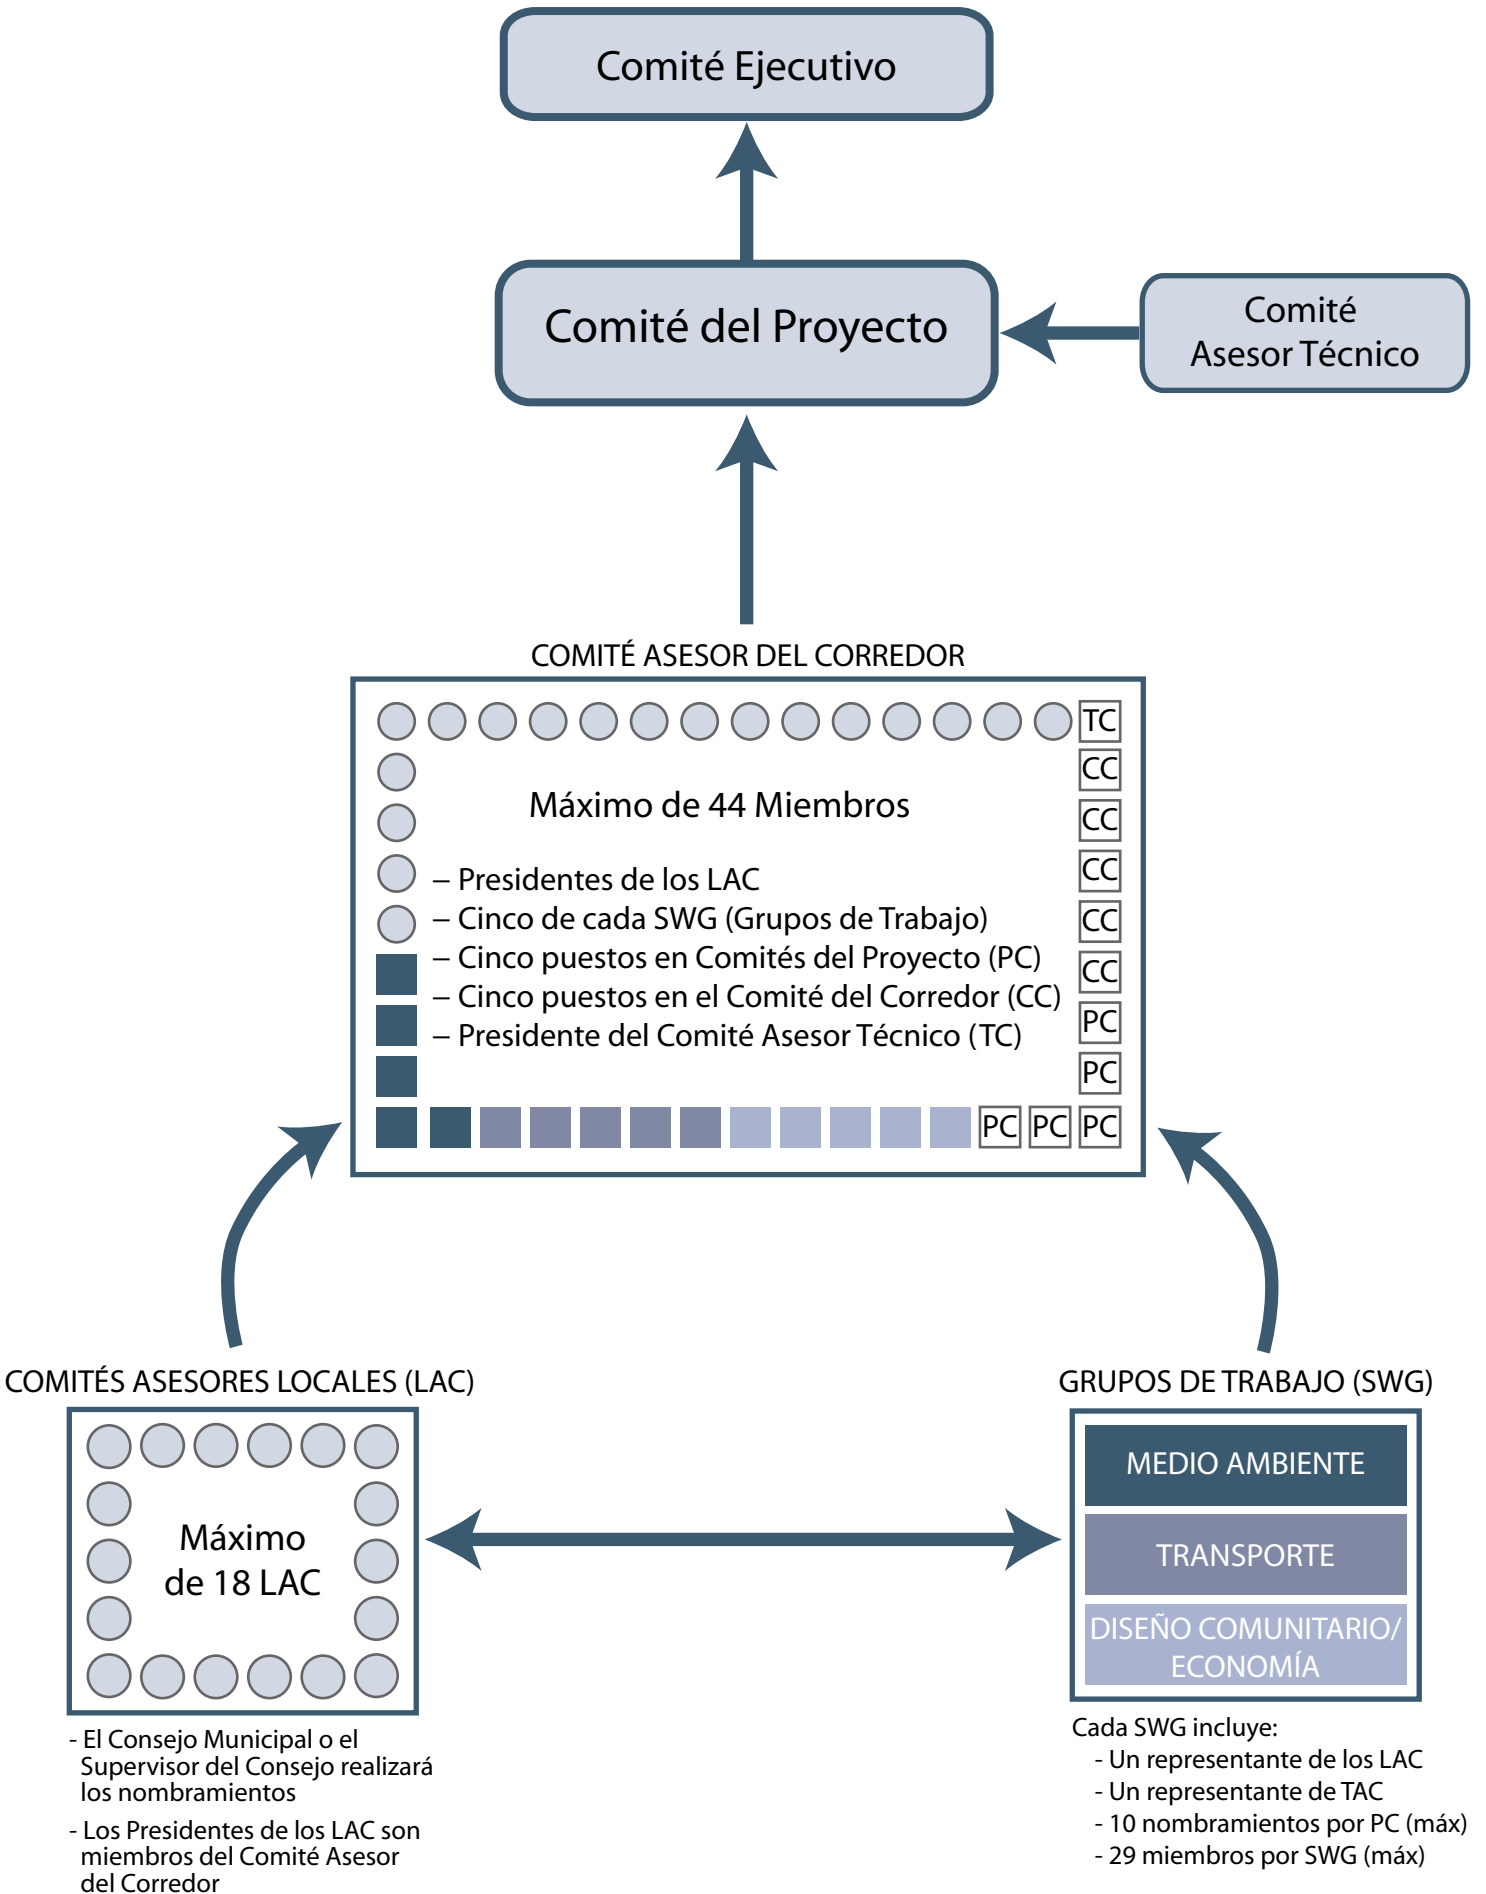 Comité Ejecutivo
Comité del Proyecto
Comité
Asesor Técnico
COMITÉ ASESOR DEL CORREDOR
TC
CC
CC
CC
CC
CC
PC
PC
PC PC PC
Máximo de 44 Miembros
– Presidentes de los LAC
– Cinco de cada SWG (Grupos de Trabajo)
– Cinco puestos en Comités del Proyecto (PC)
– Cinco puestos en el Comité del Corredor (CC)
– Presidente del Comité Asesor Técnico (TC)
COMITÉS ASESORES LOCALES (LAC)
Máximo
de 18 LAC
- El Consejo Municipal o el
Supervisor del Consejo realizará
los nombramientos
- Los Presidentes de los LAC son
miembros del Comité Asesor
del Corredor
GRUPOS DE TRABAJO (SWG)
MEDIO AMBIENTE
TRANSPORTE
DISEÑO COMUNITARIO/
ECONOMÍA
Cada SWG incluye:
- Un representante de los LAC
- Un representante de TAC
- 10 nombramientos por PC (máx)
- 29 miembros por SWG (máx)